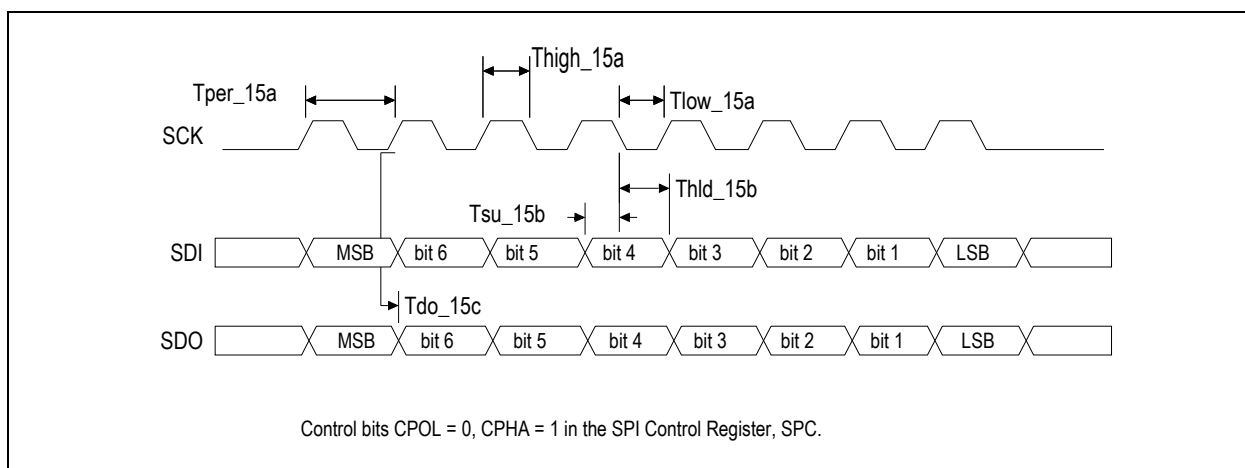 Thigh_15a
Tper_15a
Tlow_15a
SCK
Thld_15b
Tsu_15b
SDI MSB bit 6 bit 5 bit 4 bit 3 bit 2 bit 1 LSB
Tdo_15c
SDO MSB bit 6 bit 5 bit 4 bit 3 bit 2 bit 1 LSB
Control bits CPOL = 0, CPHA = 1 in the SPI Control Register, SPC.